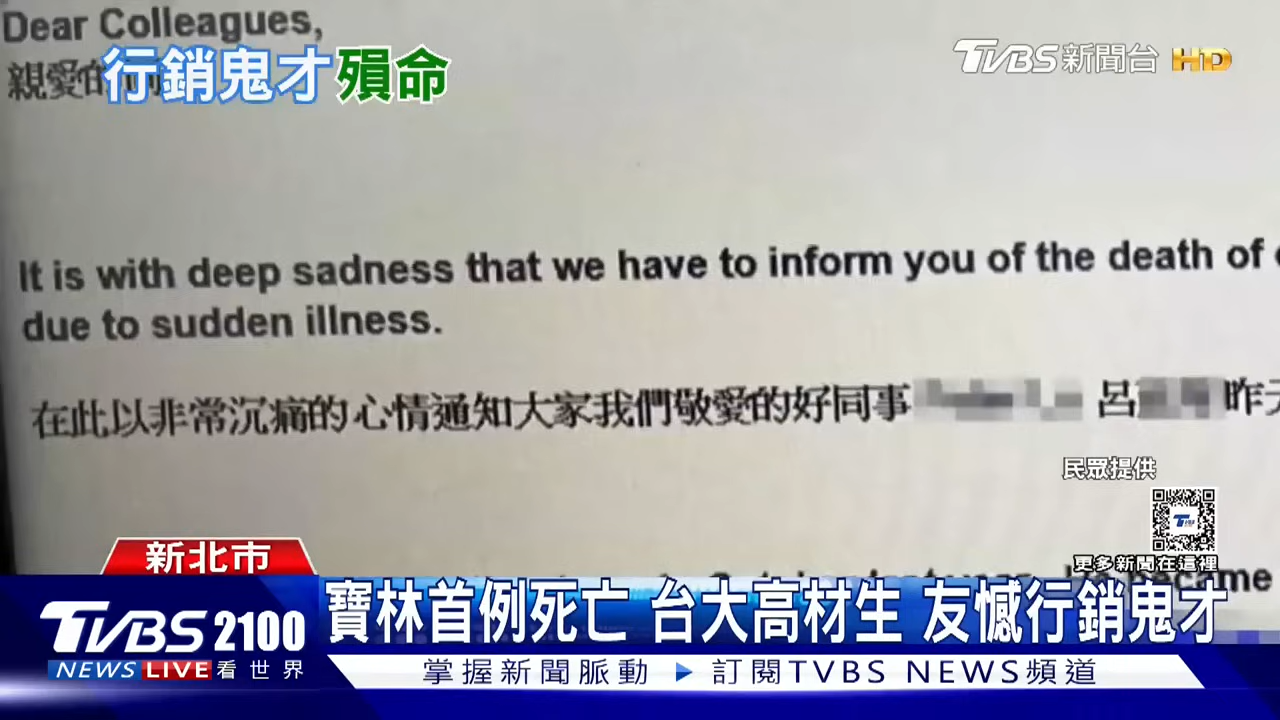 Dear Colleagues,
親愛的
行銷鬼才 殞命
TVBS新聞台 HD
It is with deep sadness that we have to inform you of the death of
due to sudden illness.
在此以非常沉痛的心情通知大家我們敬愛的好同事 呂 昨天
民眾提供
更多新聞在這裡
became
新北市
TVBS 2100
NEWS LIVE 看世界
寶林首例死亡 台大高材生 友憾行銷鬼才
掌握新聞脈動 ▶ 訂閱TVBS NEWS頻道